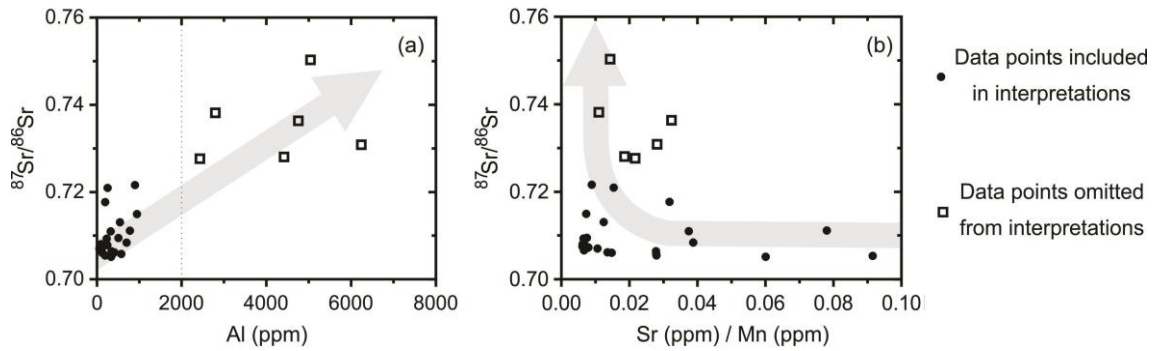 0.76
0.74
0.72
0.70
⁸⁷Sr/⁸⁶Sr
(a)
0
2000
4000
6000
8000
Al (ppm)
0.76
0.74
0.72
0.70
⁸⁷Sr/⁸⁶Sr
(b)
0.00
0.02
0.04
0.06
0.08
0.10
Sr (ppm) / Mn (ppm)
Data points included
in interpretations
Data points omitted
from interpretations